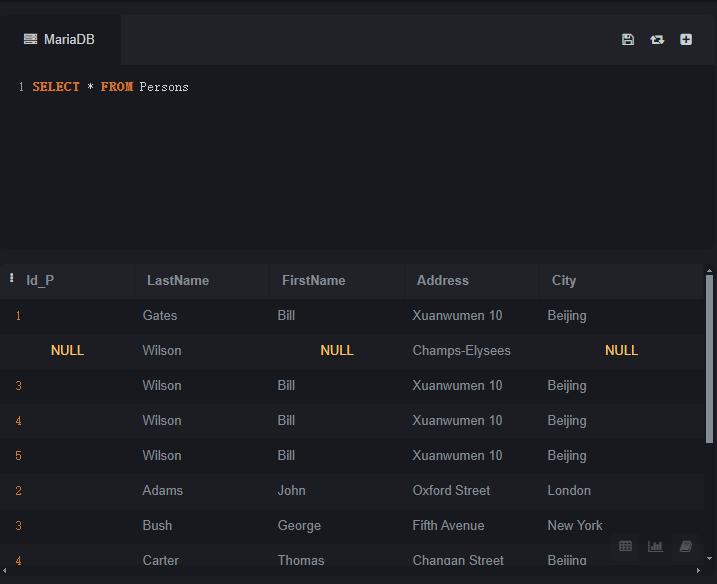 MariaDB
1 SELECT * FROM Persons
Id_P LastName FirstName Address City
1 Gates Bill Xuanwumen 10 Beijing
NULL Wilson NULL Champs-Elysees NULL
3 Wilson Bill Xuanwumen 10 Beijing
4 Wilson Bill Xuanwumen 10 Beijing
5 Wilson Bill Xuanwumen 10 Beijing
2 Adams John Oxford Street London
3 Bush George Fifth Avenue New York
4 Carter Thomas Changan Street Beijing